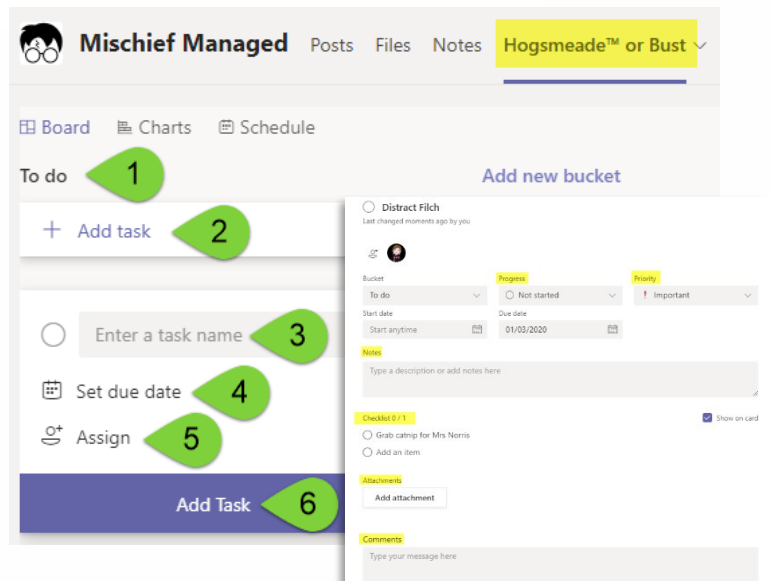 Mischief Managed Posts Files Notes Hogsmeade™ or Bust
Board Charts Schedule
To do 1 Add new bucket
+ Add task 2
Enter a task name 3
Set due date 4
Assign 5
Add Task 6
Distract Filch
Last changed moments ago by you
Bucket Progress Priority
To do Not started ! Important
Start date Due date
Start anytime 01/03/2020
Notes
Type a description or add notes here
Checklist 0 / 1 Show on card
Grab catnip for Mrs Norris
Add an item
Attachments
Add attachment
Comments
Type your message here